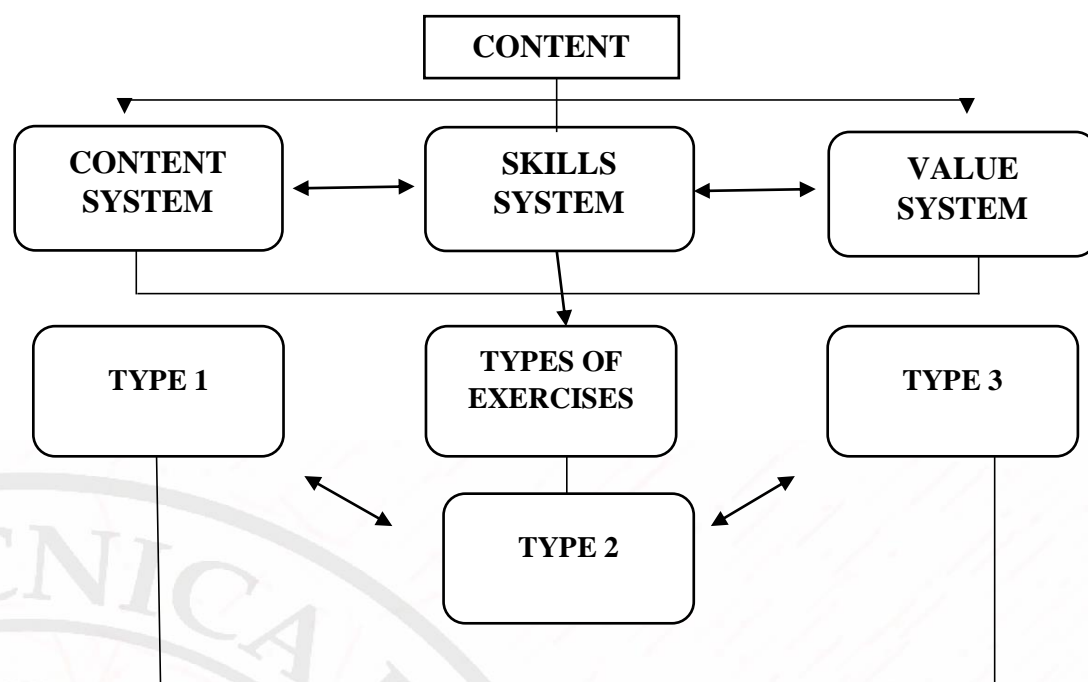 CONTENT
CONTENT
SYSTEM
SKILLS
SYSTEM
VALUE
SYSTEM
TYPE 1
TYPES OF
EXERCISES
TYPE 3
TYPE 2